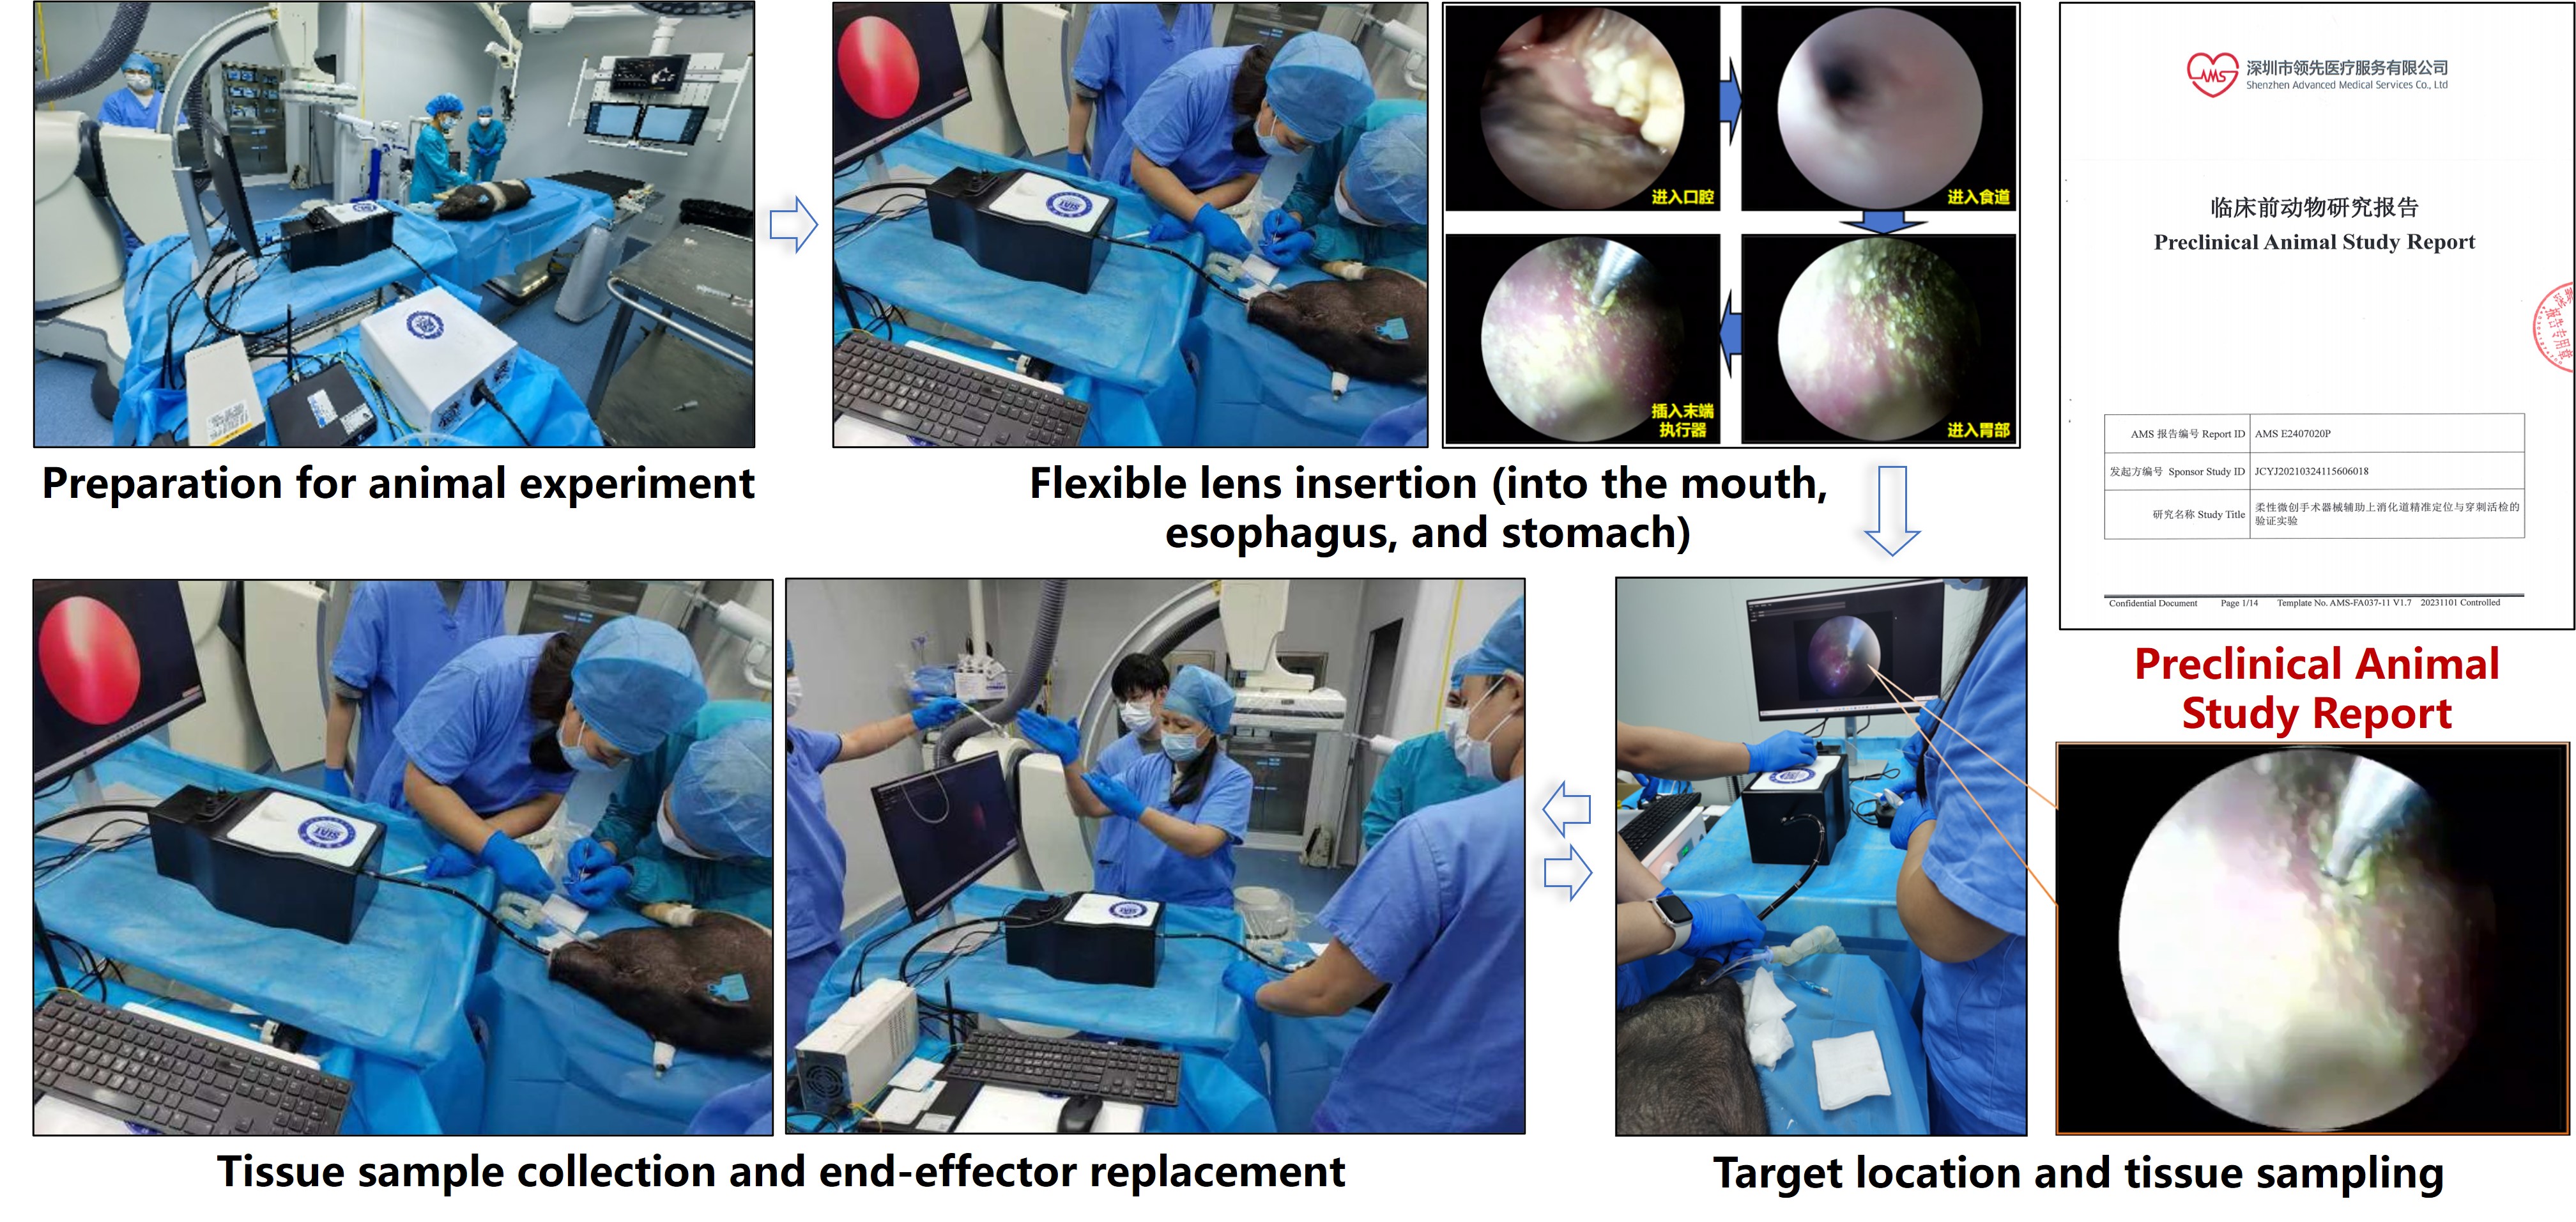 Preparation for animal experiment
进入口腔
进入食道
插入末端
执行器
进入胃部
Flexible lens insertion (into the mouth,
esophagus, and stomach)
AMS
深圳市领先医疗服务有限公司
Shenzhen Advanced Medical Services Co., Ltd
临床前动物研究报告
Preclinical Animal Study Report
AMS 报告编号 Report ID AMS E2407020P
发起方编号 Sponsor Study ID JCYJ20210324115606018
研究名称 Study Title 柔性微创手术器械辅助上消化道精准定位与穿刺活检的
验证实验
Confidential Document Page 1/14 Template No. AMS-FA037-11 V1.7 20231101 Controlled
Preclinical Animal
Study Report
Tissue sample collection and end-effector replacement
Target location and tissue sampling